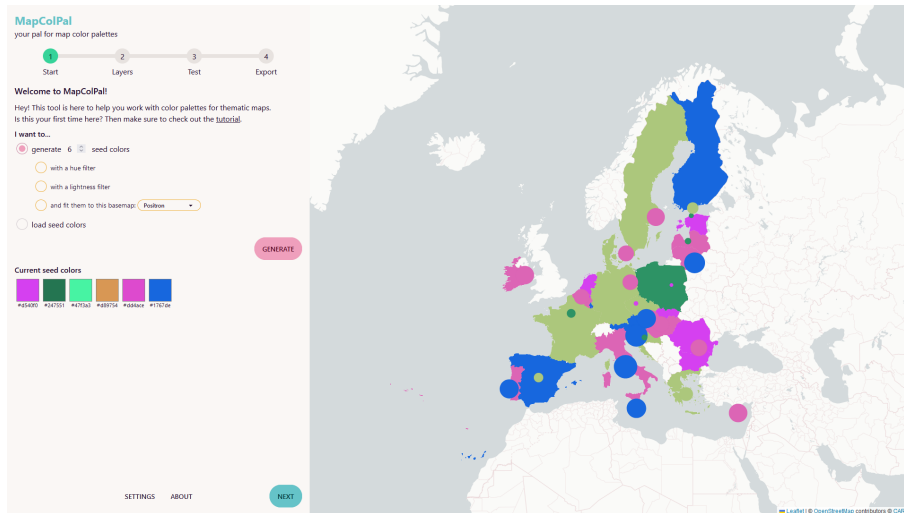 MapColPal
your pal for map color palettes
1 2 3 4
Start Layers Test Export
Welcome to MapColPal!
Hey! This tool is here to help you work with color palettes for thematic maps.
Is this your first time here? Then make sure to check out the tutorial.
I want to...
generate 6 seed colors
with a hue filter
with a lightness filter
and fit them to this basemap: Positron
load seed colors
GENERATE
Current seed colors
#d540f0 #247551 #47f3a3 #d89754 #dd4ace #1767de
SETTINGS ABOUT NEXT
Leaflet | © OpenStreetMap contributors © CAR